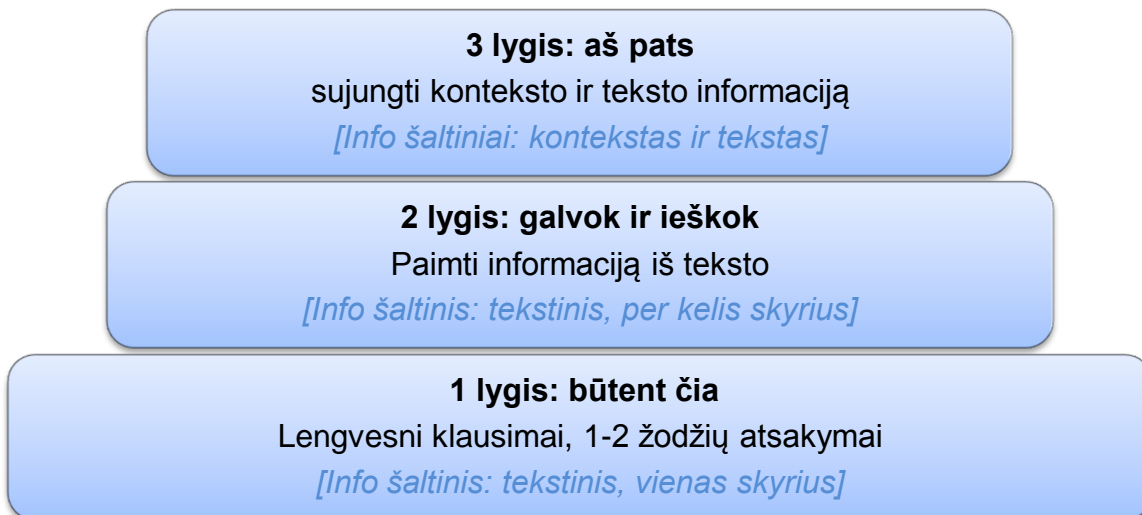 3 lygis: aš pats
sujungti konteksto ir teksto informaciją
[Info šaltiniai: kontekstas ir tekstas]
2 lygis: galvok ir ieškok
Paimti informaciją iš teksto
[Info šaltinis: tekstinis, per kelis skyrius]
1 lygis: būtent čia
Lengvesni klausimai, 1-2 žodžių atsakymai
[Info šaltinis: tekstinis, vienas skyrius]